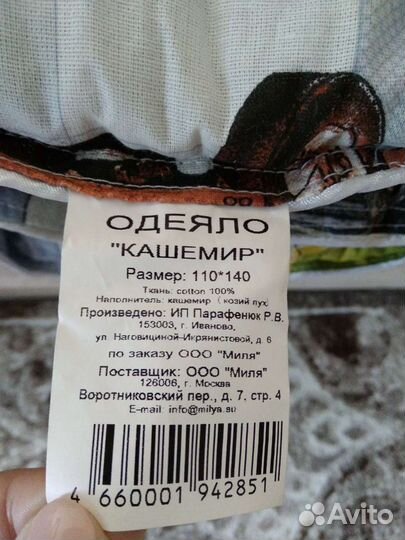 ОДЕЯЛО
"КАШЕМИР"
Размер: 110*140
Ткань: cotton 100%
Наполнитель: кашемир ( козий пух)
Произведено: ИП Парафенюк Р.В.
153003, г. Иваново,
ул. Наговициной-Икрянистовой, д. 6
по заказу ООО "Миля"
Поставщик: ООО "Миля"
126006, г. Москва
Воротниковский пер., д. 7. стр. 4
E-mail: info@milya.su
4 660001 942851
Avito